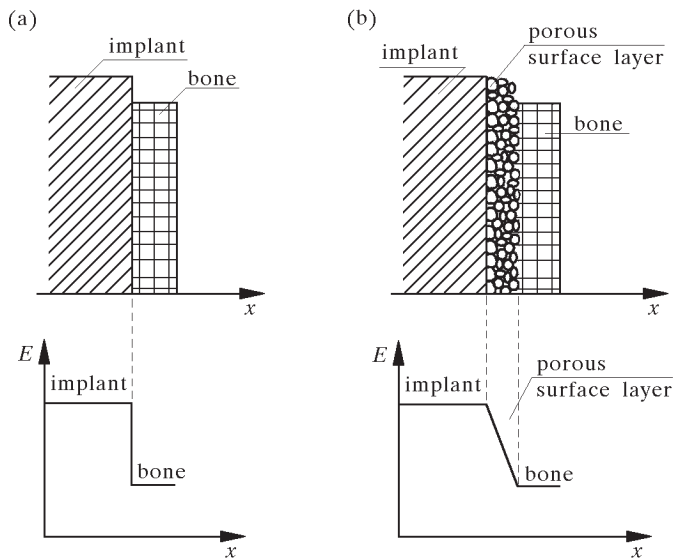 (a)
implant
bone
x
E
implant
bone
x
(b)
porous
surface layer
implant
bone
x
E
implant
porous
surface layer
bone
x